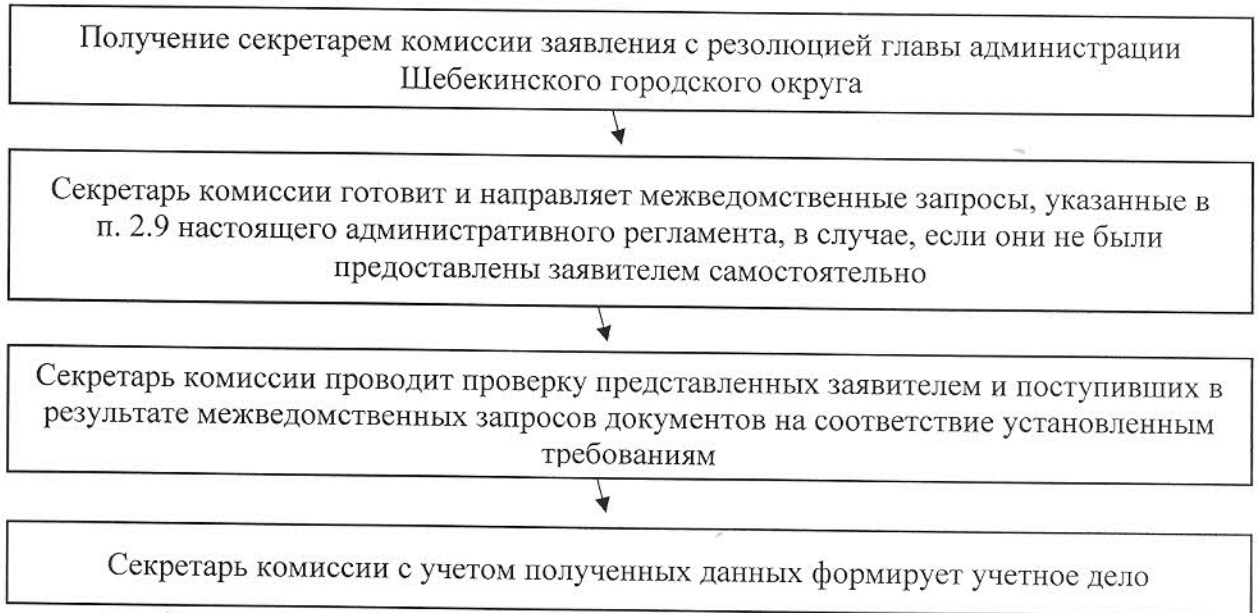 Получение секретарем комиссии заявления с резолюцией главы администрации
Шебекинского городского округа
Секретарь комиссии готовит и направляет межведомственные запросы, указанные в
п. 2.9 настоящего административного регламента, в случае, если они не были
предоставлены заявителем самостоятельно
Секретарь комиссии проводит проверку представленных заявителем и поступивших в
результате межведомственных запросов документов на соответствие установленным
требованиям
Секретарь комиссии с учетом полученных данных формирует учетное дело